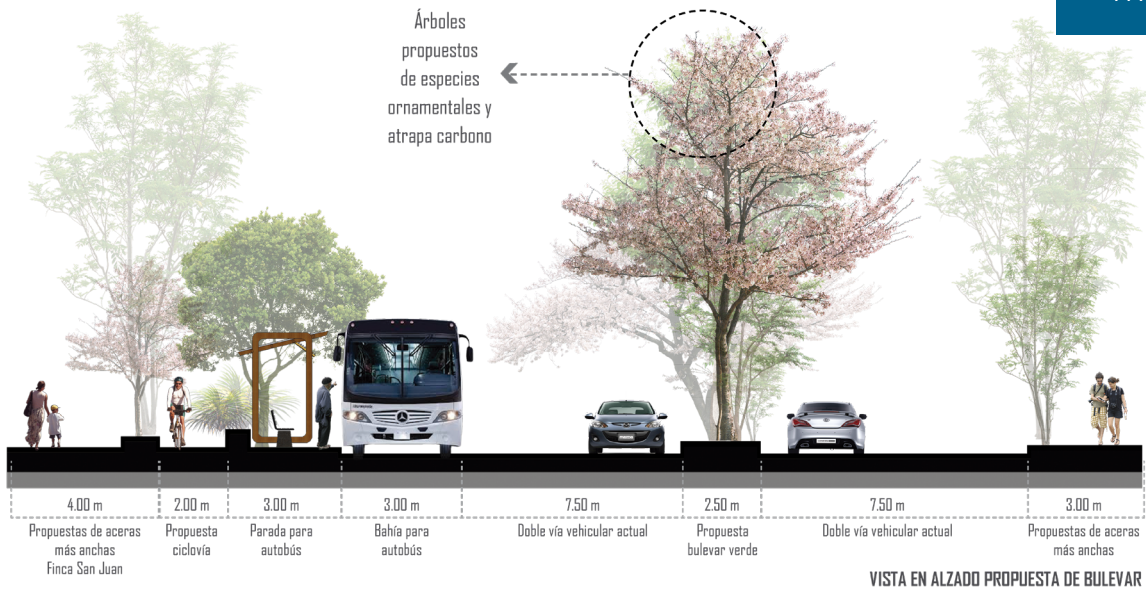 Árboles
propuestos
de especies
ornamentales y
atrapa carbono
4.00 m
Propuestas de aceras
más anchas
Finca San Juan
2.00 m
Propuesta
ciclovía
3.00 m
Parada para
autobús
3.00 m
Bahía para
autobús
7.50 m
Doble vía vehicular actual
2.50 m
Propuesta
bulevar verde
7.50 m
Doble vía vehicular actual
3.00 m
Propuestas de aceras
más anchas
VISTA EN ALZADO PROPUESTA DE BULEVAR